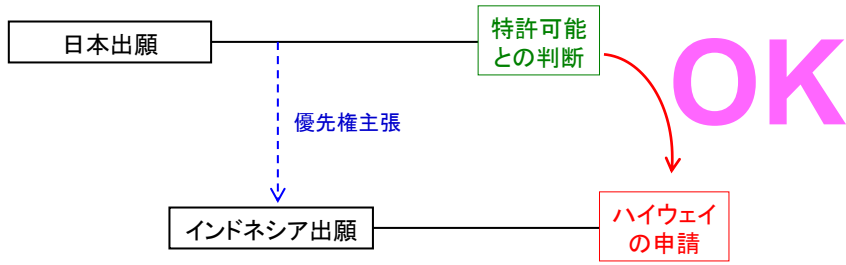 日本出願
特許可能
との判断
OK
優先権主張
インドネシア出願
ハイウェイ
の申請